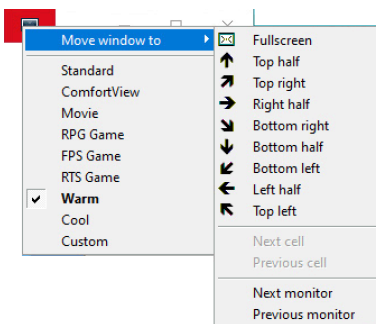 Move window to
Standard
ComfortView
Movie
RPG Game
FPS Game
RTS Game
Warm
Cool
Custom
Fullscreen
Top half
Top right
Right half
Bottom right
Bottom half
Bottom left
Left half
Top left
Next cell
Previous cell
Next monitor
Previous monitor